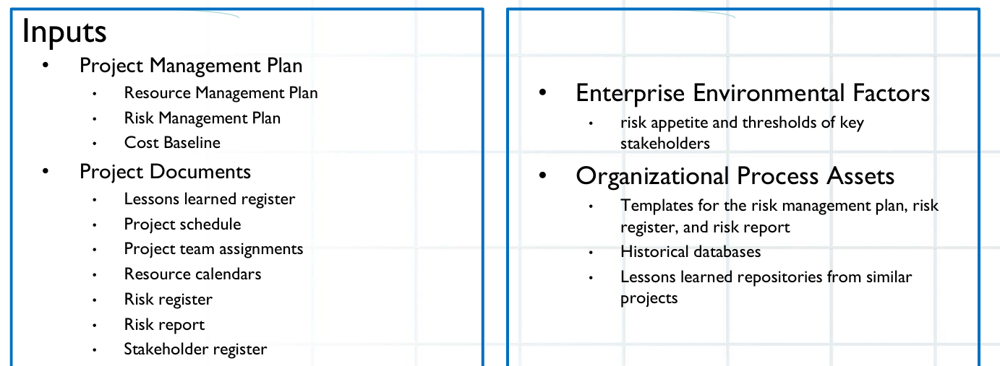 Inputs
• Project Management Plan
• Resource Management Plan
• Risk Management Plan
• Cost Baseline
• Project Documents
• Lessons learned register
• Project schedule
• Project team assignments
• Resource calendars
• Risk register
• Risk report
• Stakeholder register
• Enterprise Environmental Factors
• risk appetite and thresholds of key
stakeholders
• Organizational Process Assets
• Templates for the risk management plan, risk
register, and risk report
• Historical databases
• Lessons learned repositories from similar
projects